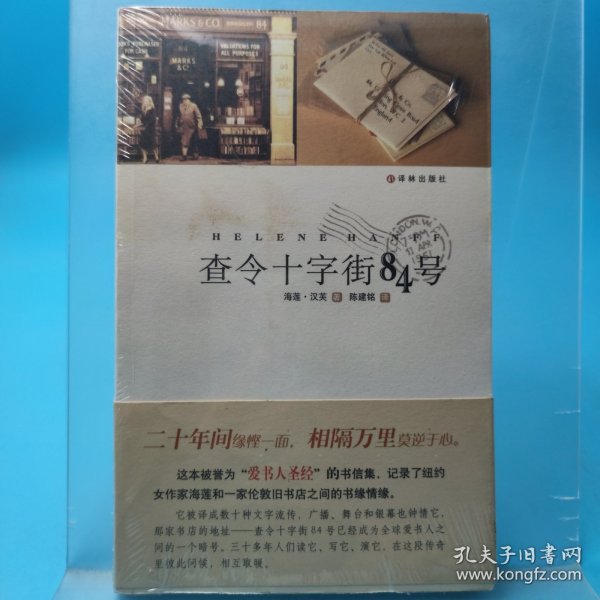 MARKS & CO. 84
BOOKS PURCHASED FOR CASH
84
MARKS & CO
VALUATIONS FOR ALL PURPOSES
译林出版社
HELENE HANFF
LONDON.W.
查令十字街84号
海莲·汉芙 著 陈建铭 译
二十年间缘悭一面，相隔万里莫逆于心。
这本被誉为“爱书人圣经”的书信集，记录了纽约
女作家海莲和一家伦敦旧书店之间的书缘情缘。
它被译成数十种文字流传，广播、舞台和银幕也钟情它，
那家书店的地址——查令十字街84号已经成为全球爱书人之
间的一个暗号。三十多年人们读它、写它、演它，在这段传奇
里彼此问候，相互取暖。
孔夫子旧书网
www.kongfz.com